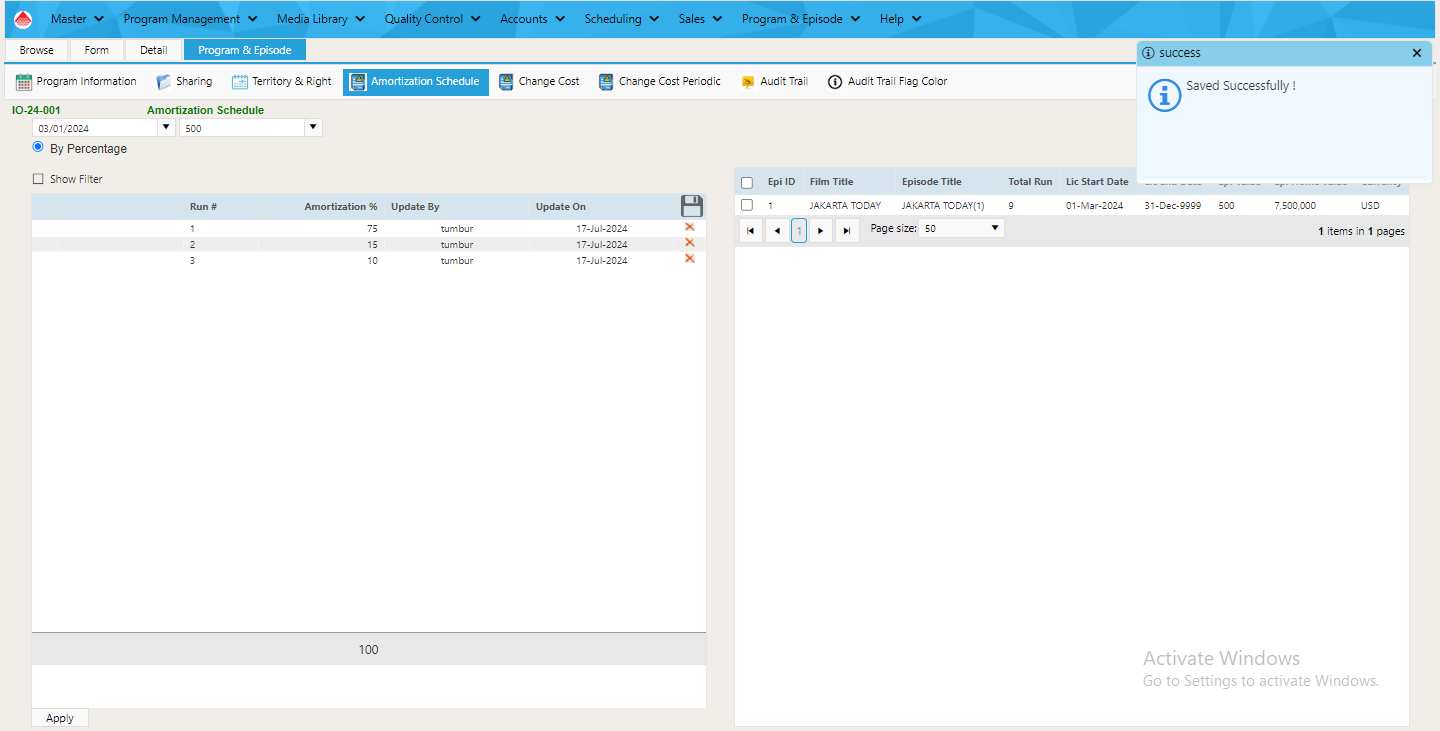 Master Program Management Media Library Quality Control Accounts Scheduling Sales Program & Episode Help
Browse Form Detail Program & Episode
success
Program Information Sharing Territory & Right Amortization Schedule Change Cost Change Cost Periodic Audit Trail Audit Trail Flag Color
Saved Successfully !
IO-24-001 Amortization Schedule
03/01/2024 500
By Percentage
Show Filter
Run # Amortization % Update By Update On
1 75 tumbur 17-Jul-2024
2 15 tumbur 17-Jul-2024
3 10 tumbur 17-Jul-2024
100
Apply
Epi ID Film Title Episode Title Total Run Lic Start Date
1 JAKARTA TODAY JAKARTA TODAY(1) 9 01-Mar-2024 31-Dec-9999 500 7,500,000 USD
1 Page size: 50 1 items in 1 pages
Activate Windows
Go to Settings to activate Windows.